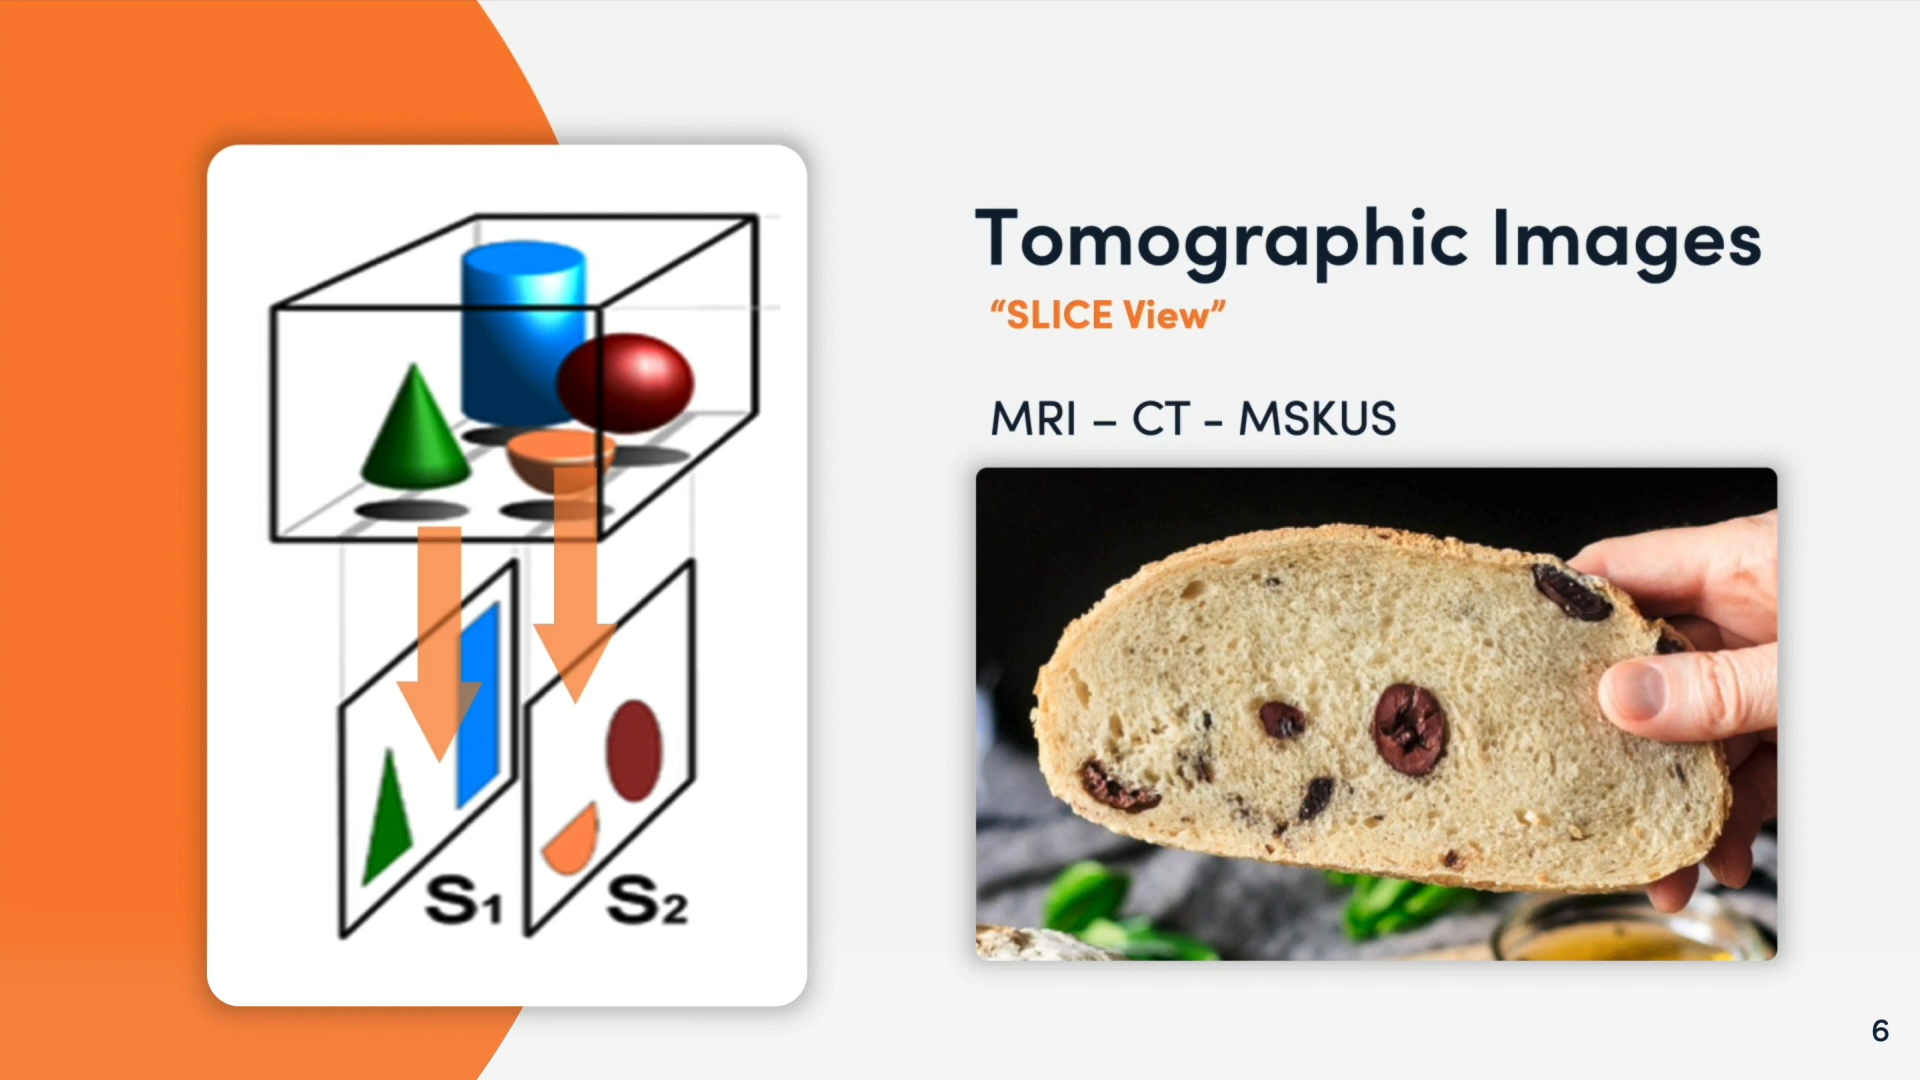 Tomographic Images
“SLICE View”
MRI – CT - MSKUS
S1
S2
6